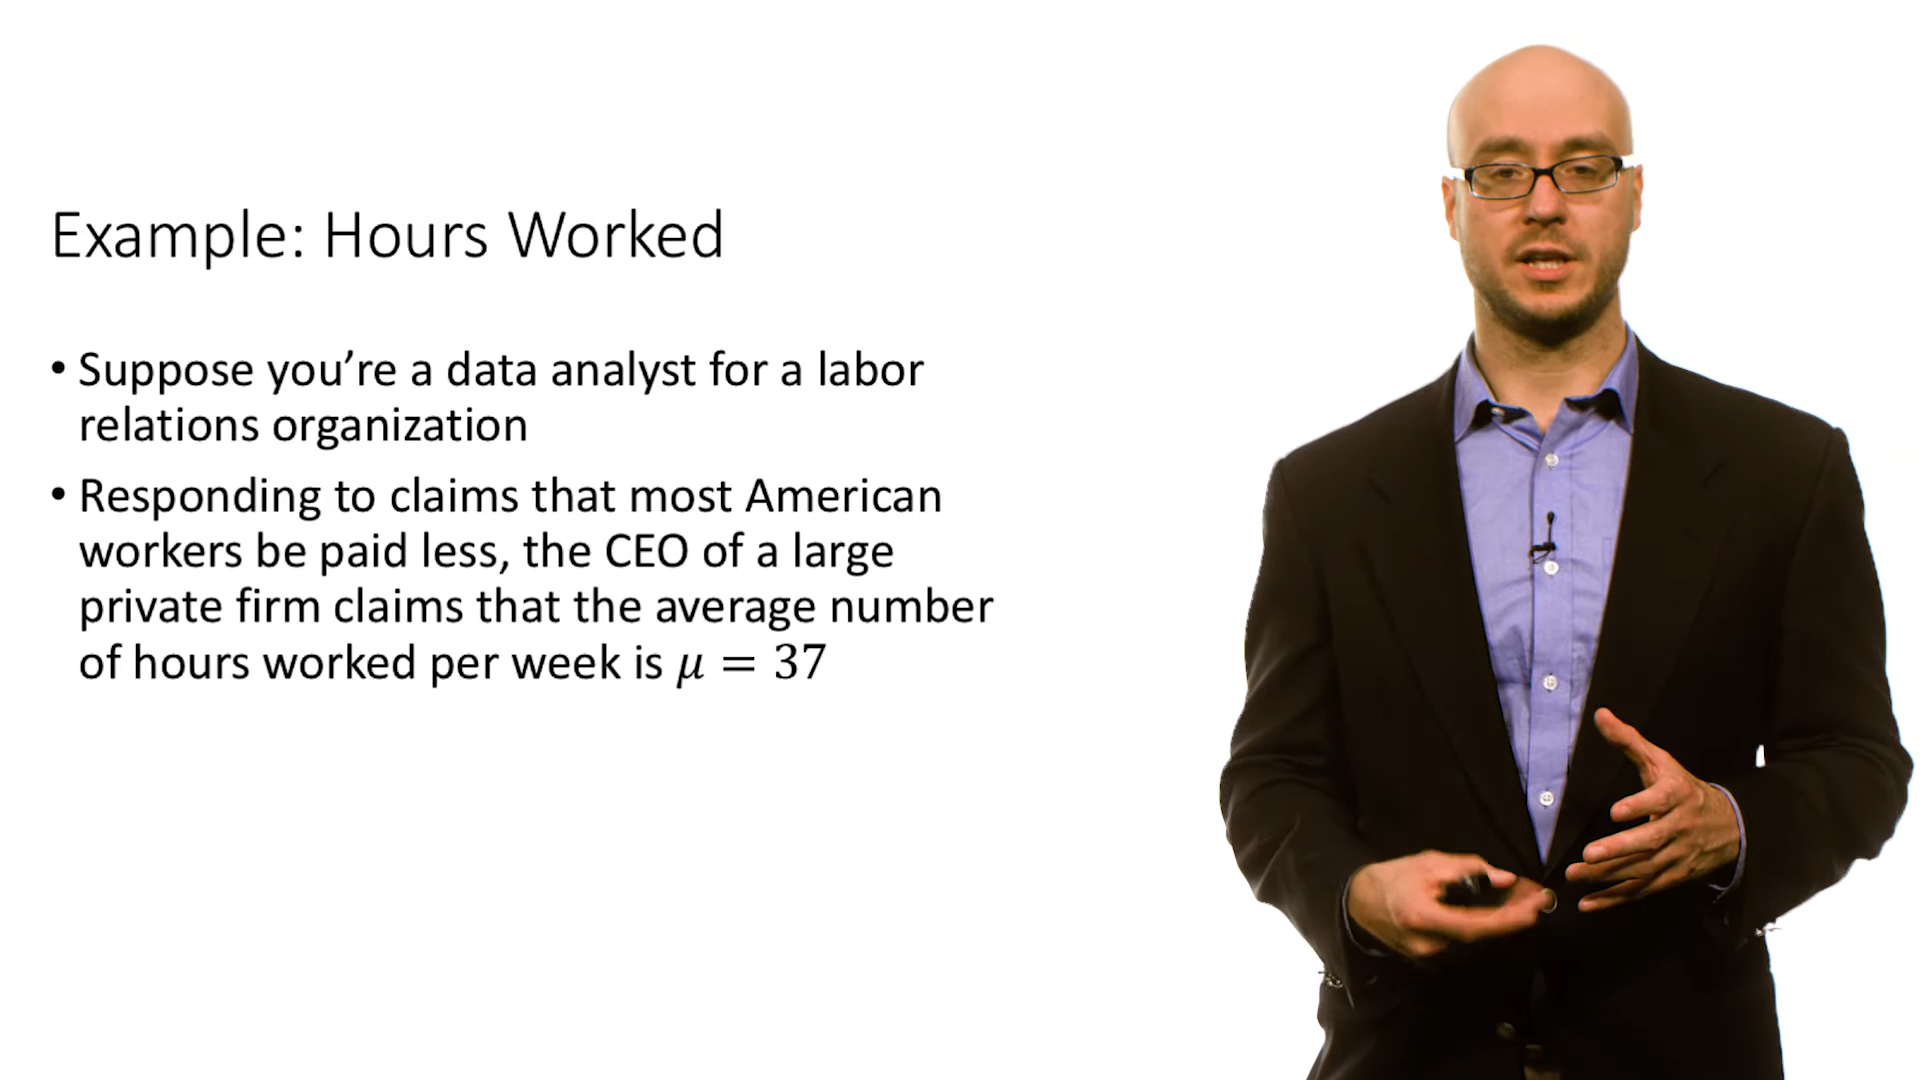 Example: Hours Worked
• Suppose you’re a data analyst for a labor
relations organization
• Responding to claims that most American
workers be paid less, the CEO of a large
private firm claims that the average number
of hours worked per week is μ = 37